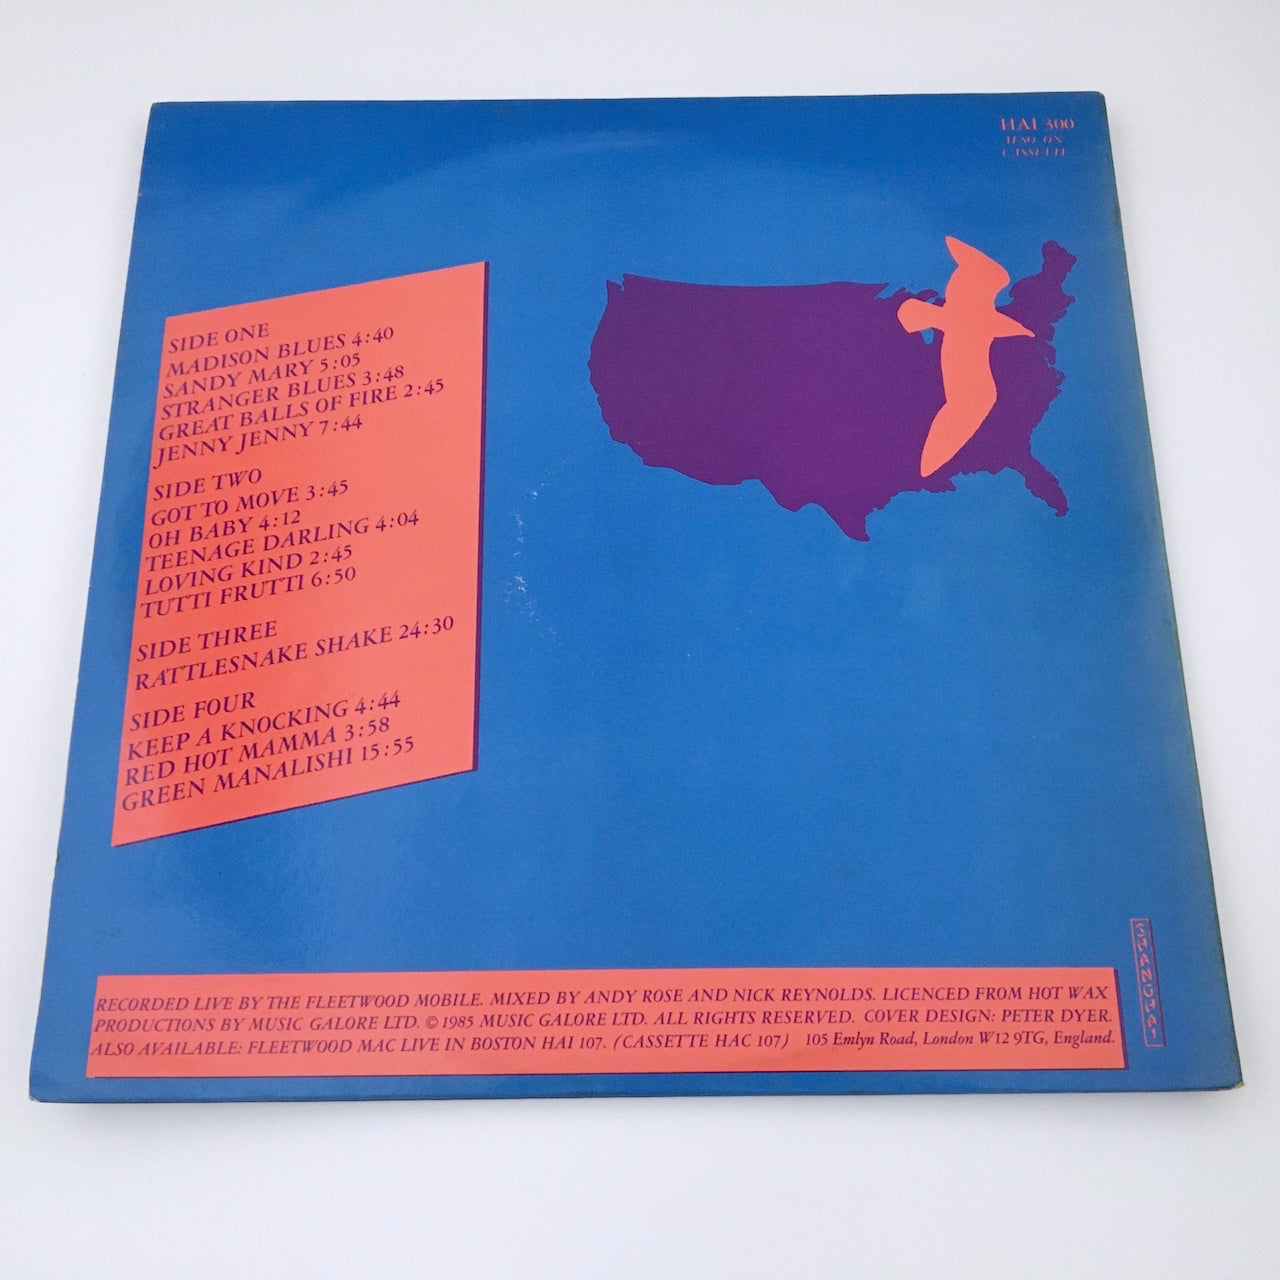 HAI 300
ALSO ON
CASSETTE
SIDE ONE
MADISON BLUES 4:40
SANDY MARY 5:05
STRANGER BLUES 3:48
GREAT BALLS OF FIRE 2:45
JENNY JENNY 7:44
SIDE TWO
GOT TO MOVE 3:45
OH BABY 4:12
TEENAGE DARLING 4:04
LOVING KIND 2:45
TUTTI FRUTTI 6:50
SIDE THREE
RATTLESNAKE SHAKE 24:30
SIDE FOUR
KEEP A KNOCKING 4:44
RED HOT MAMMA 3:58
GREEN MANALISHI 15:55
SHANGHAI
RECORDED LIVE BY THE FLEETWOOD MOBILE. MIXED BY ANDY ROSE AND NICK REYNOLDS. LICENCED FROM HOT WAX
PRODUCTIONS BY MUSIC GALORE LTD. © 1985 MUSIC GALORE LTD. ALL RIGHTS RESERVED. COVER DESIGN: PETER DYER.
ALSO AVAILABLE: FLEETWOOD MAC LIVE IN BOSTON HAI 107. (CASSETTE HAC 107) 105 Emlyn Road, London W12 9TG, England.